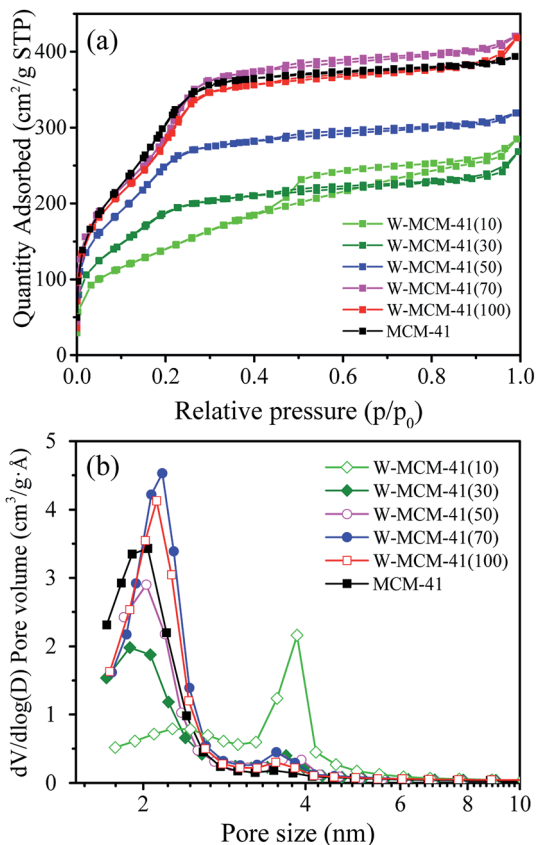 (a)
Quantity Adsorbed (cm²/g STP)
400
300
200
100
0
W-MCM-41(10)
W-MCM-41(30)
W-MCM-41(50)
W-MCM-41(70)
W-MCM-41(100)
MCM-41
0.0 0.2 0.4 0.6 0.8 1.0
Relative pressure (p/p₀)
(b)
dV/dlog(D) Pore volume (cm³/g·Å)
5
4
3
2
1
0
W-MCM-41(10)
W-MCM-41(30)
W-MCM-41(50)
W-MCM-41(70)
W-MCM-41(100)
MCM-41
2 4 6 8 10
Pore size (nm)